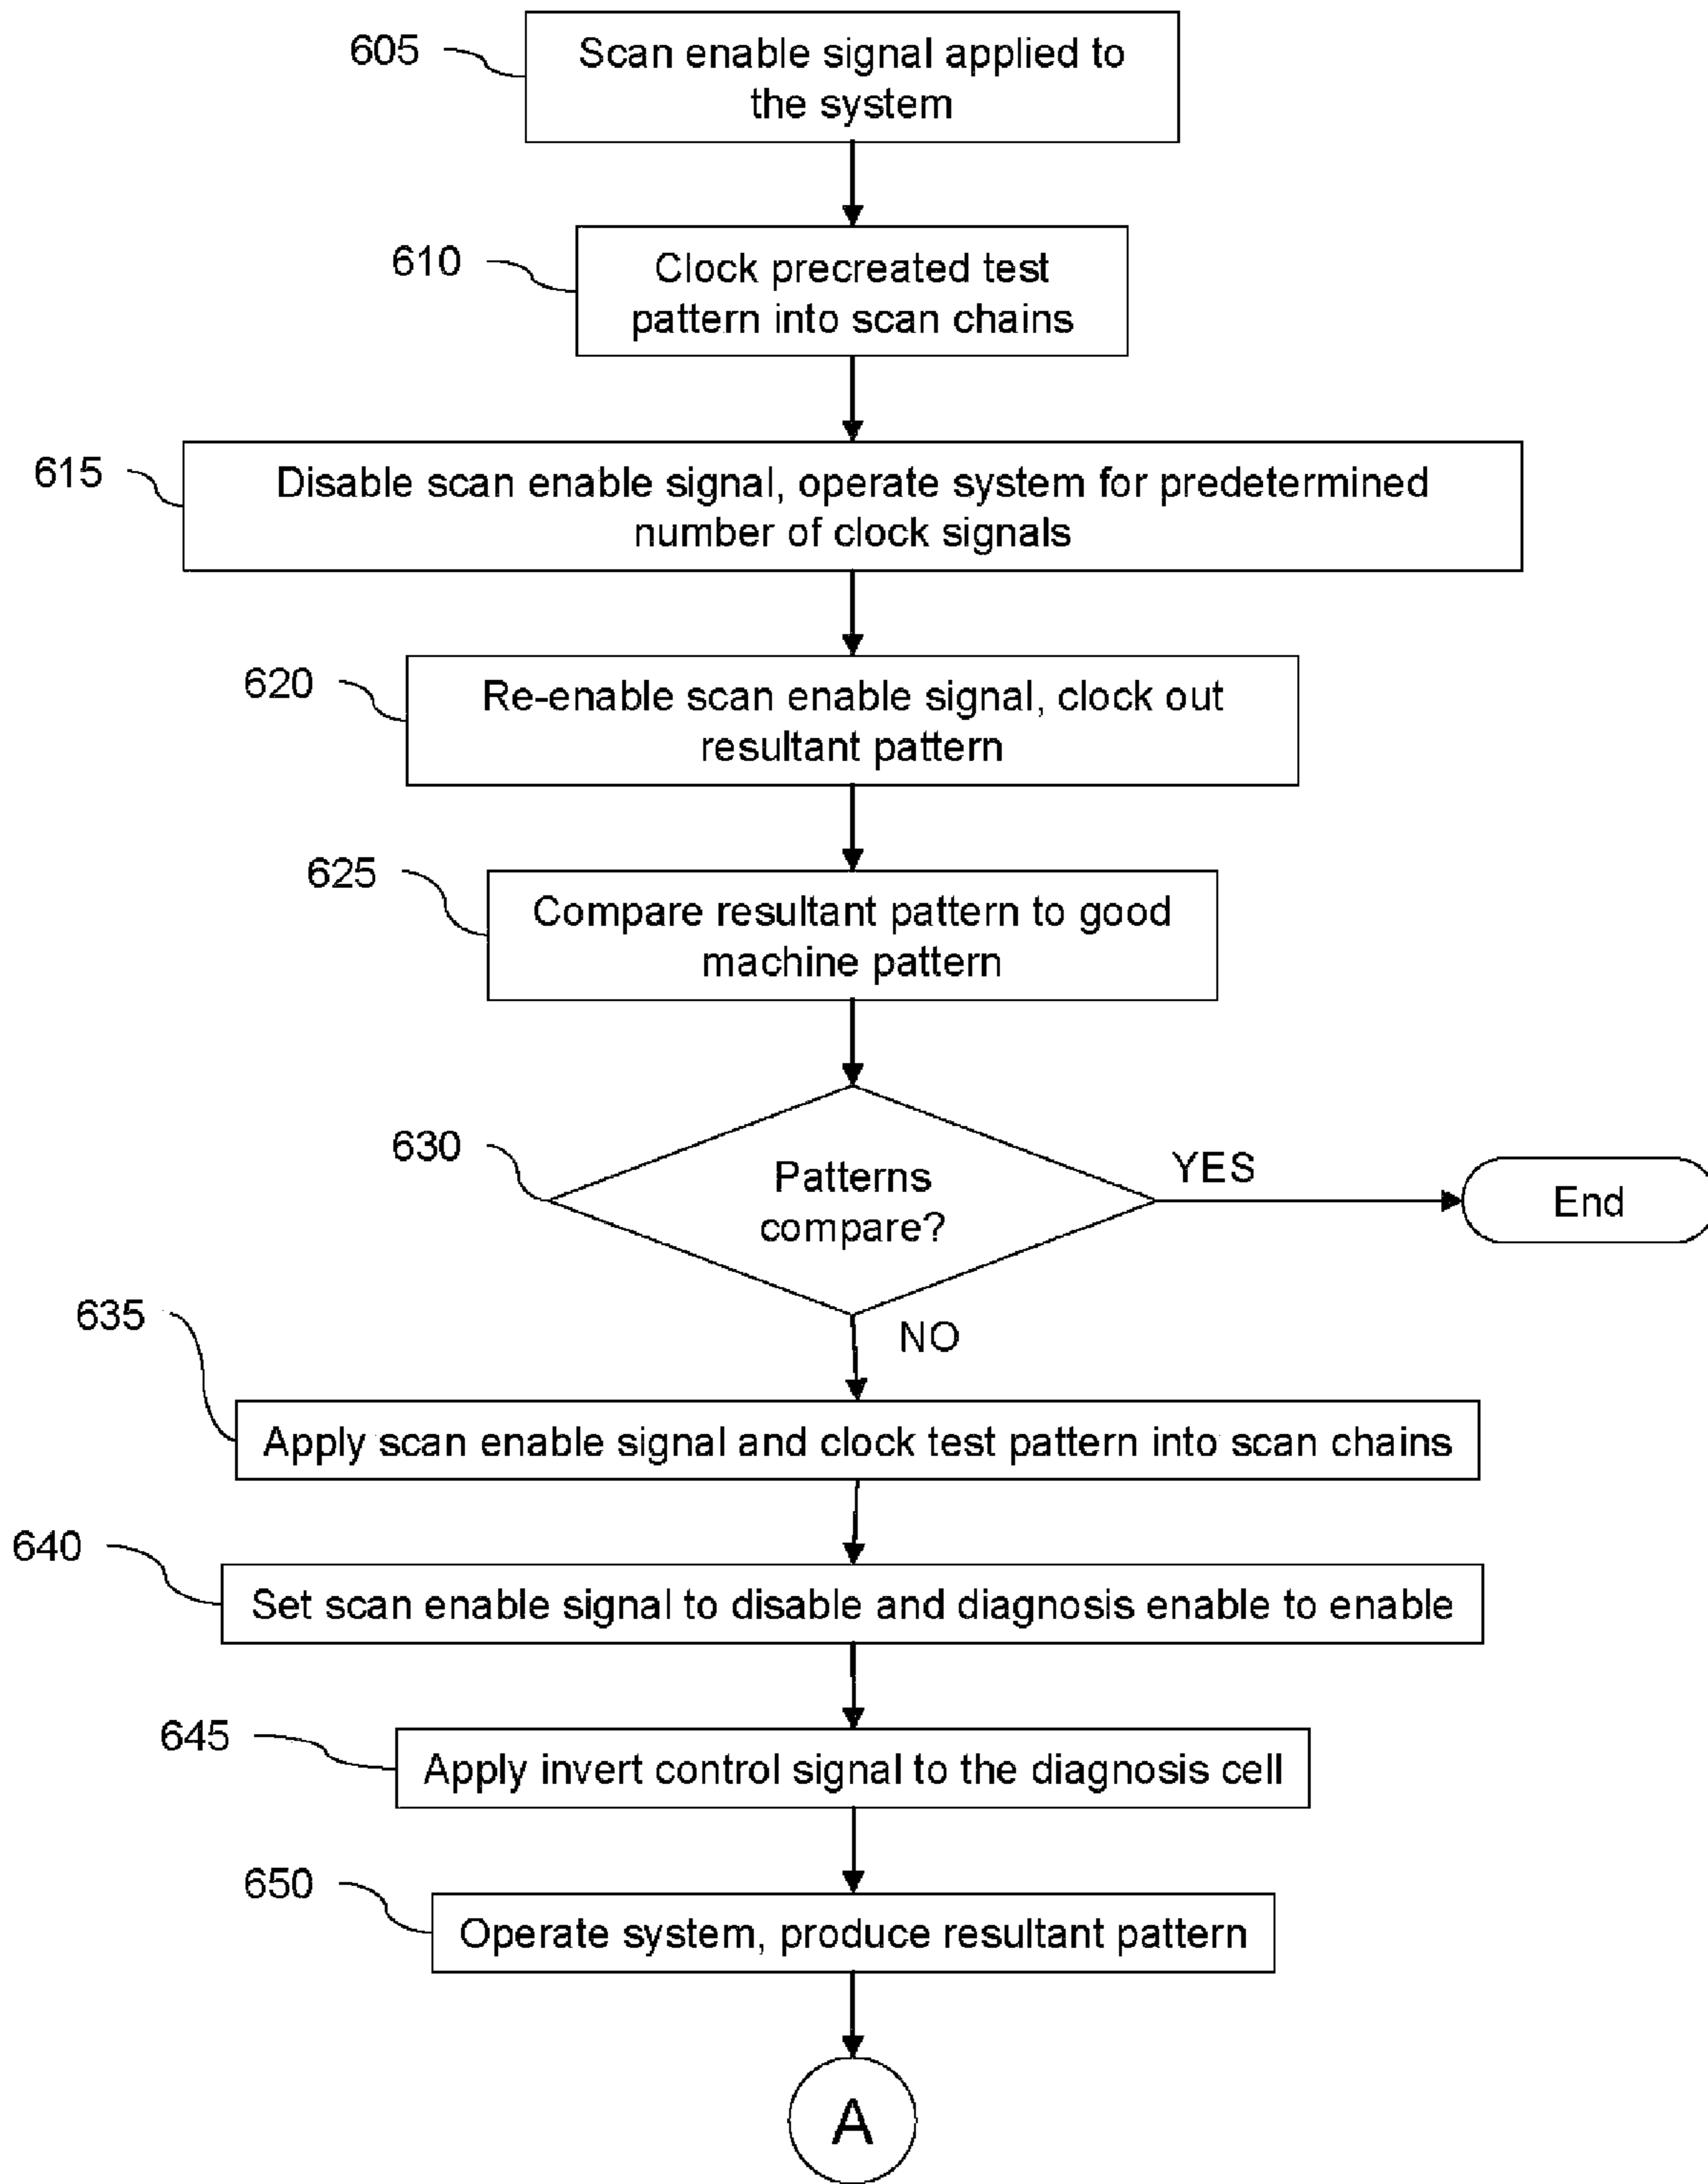 605
Scan enable signal applied to
the system
610
Clock precreated test
pattern into scan chains
615
Disable scan enable signal, operate system for predetermined
number of clock signals
620
Re-enable scan enable signal, clock out
resultant pattern
625
Compare resultant pattern to good
machine pattern
630
Patterns
compare?
YES
End
NO
635
Apply scan enable signal and clock test pattern into scan chains
640
Set scan enable signal to disable and diagnosis enable to enable
645
Apply invert control signal to the diagnosis cell
650
Operate system, produce resultant pattern
A